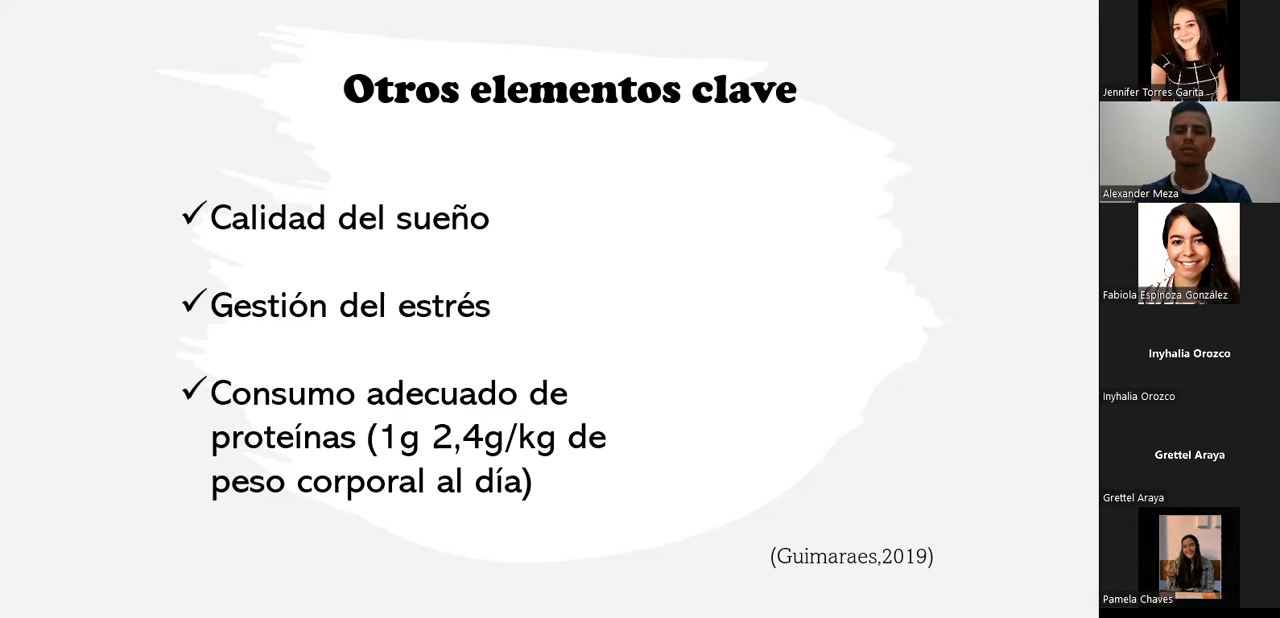 Otros elementos clave
✓Calidad del sueño
✓Gestión del estrés
✓Consumo adecuado de
proteínas (1g 2,4g/kg de
peso corporal al día)
(Guimaraes,2019)
Jennifer Torres Garita
Alexander Meza
Fabiola Espinoza González
Inyhalia Orozco
Inyhalia Orozco
Grettel Araya
Grettel Araya
Pamela Chaves